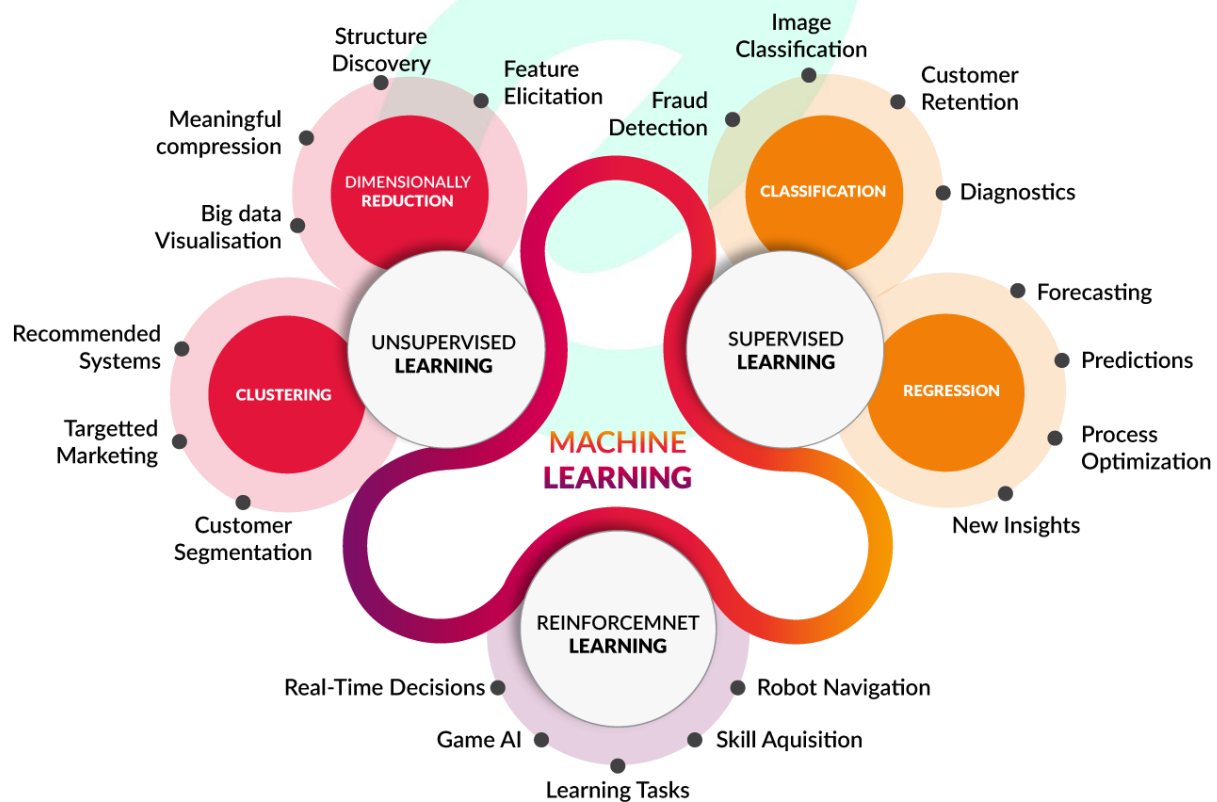 Structure
Discovery
Feature
Elicitation
Meaningful
compression
Big data
Visualisation
DIMENSIONALLY
REDUCTION
Recommended
Systems
Targetted
Marketing
Customer
Segmentation
CLUSTERING
UNSUPERVISED
LEARNING
Image
Classification
Customer
Retention
Fraud
Detection
Diagnostics
CLASSIFICATION
SUPERVISED
LEARNING
Forecasting
Predictions
Process
Optimization
New Insights
REGRESSION
MACHINE
LEARNING
REINFORCEMNET
LEARNING
Real-Time Decisions
Game AI
Learning Tasks
Skill Aquisition
Robot Navigation